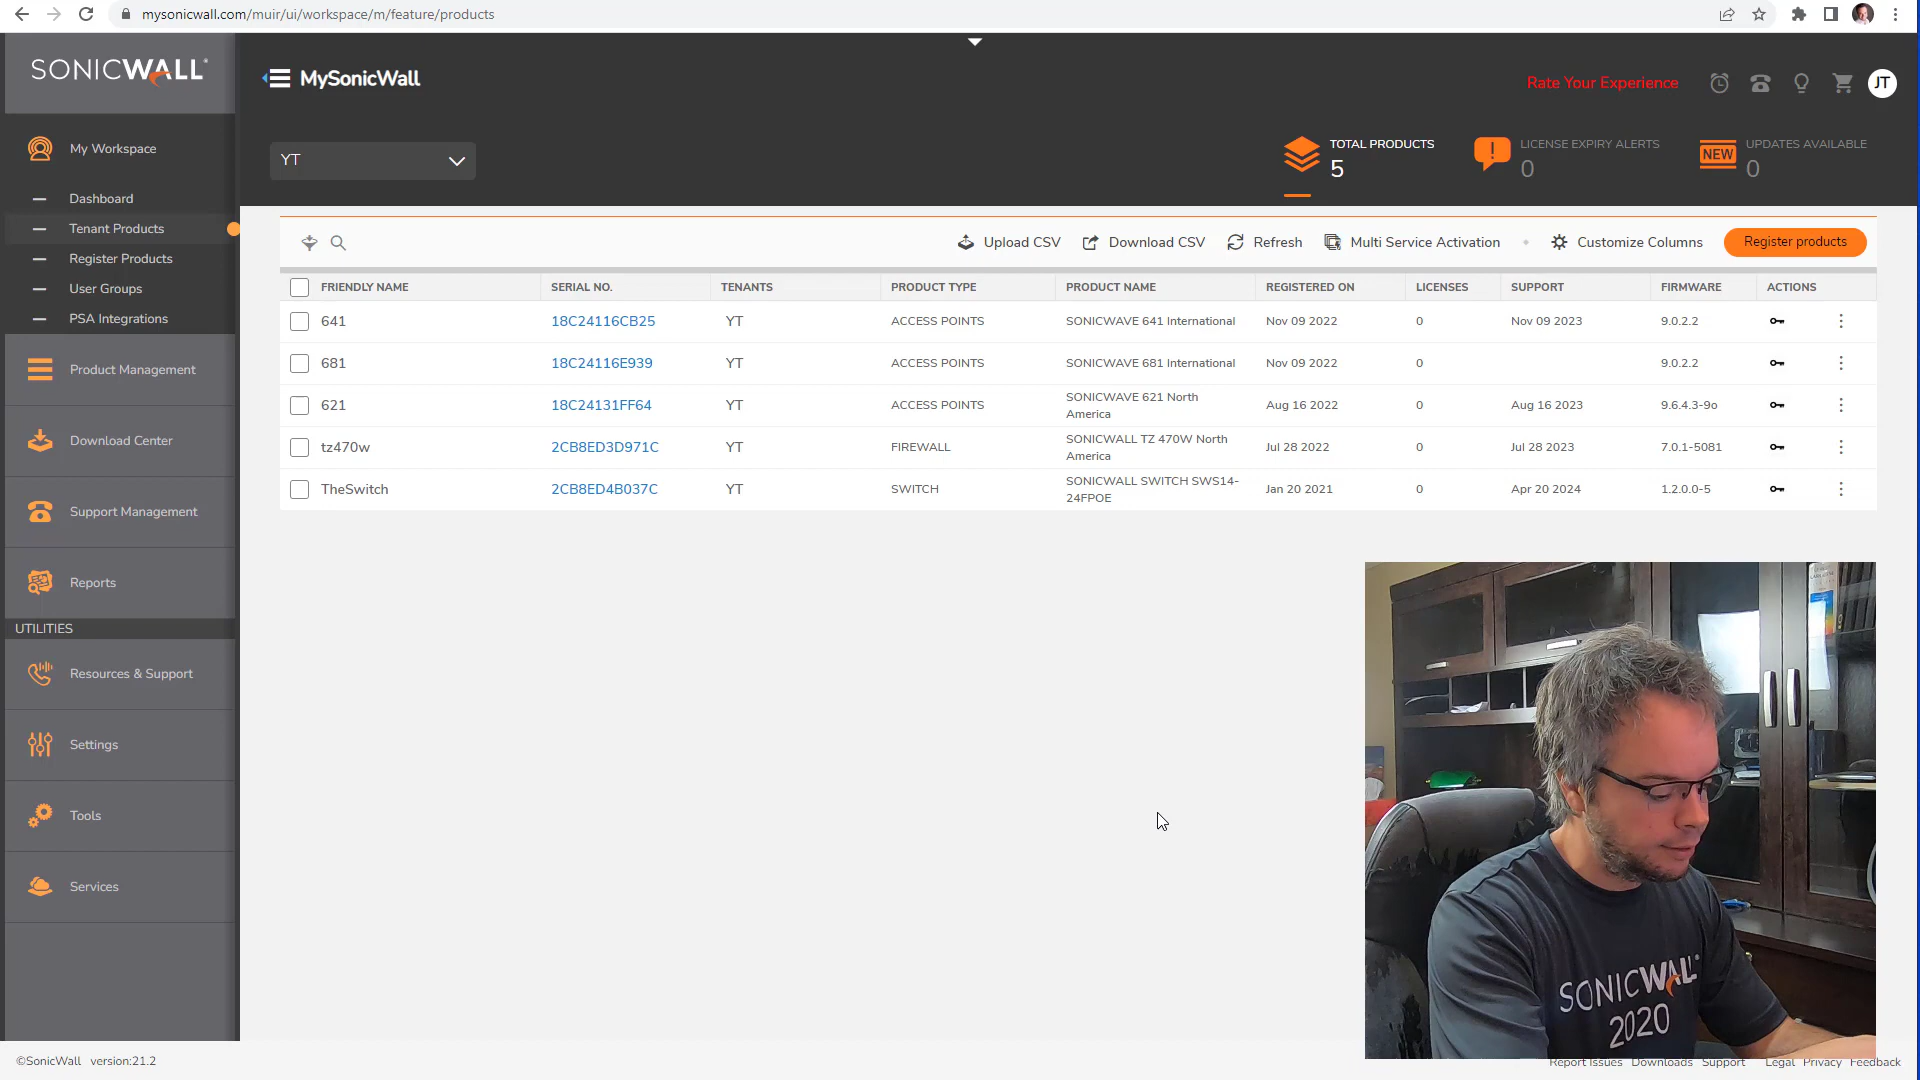 mysonicwall.com/muir/ui/workspace/m/feature/products
SONICWALL
MySonicWall
Rate Your Experience
JT
My Workspace
YT
TOTAL PRODUCTS
5
LICENSE EXPIRY ALERTS
0
NEW
UPDATES AVAILABLE
0
Dashboard
Tenant Products
Register Products
User Groups
PSA Integrations
Product Management
Download Center
Support Management
Reports
UTILITIES
Resources & Support
Settings
Tools
Services
Upload CSV
Download CSV
Refresh
Multi Service Activation
Customize Columns
Register products
FRIENDLY NAME SERIAL NO. TENANTS PRODUCT TYPE PRODUCT NAME REGISTERED ON LICENSES SUPPORT FIRMWARE ACTIONS
641 18C24116CB25 YT ACCESS POINTS SONICWAVE 641 International Nov 09 2022 0 Nov 09 2023 9.0.2.2
681 18C24116E939 YT ACCESS POINTS SONICWAVE 681 International Nov 09 2022 0 9.0.2.2
621 18C24131FF64 YT ACCESS POINTS SONICWAVE 621 North America Aug 16 2022 0 Aug 16 2023 9.6.4.3-9o
tz470w 2CB8ED3D971C YT FIREWALL SONICWALL TZ 470W North America Jul 28 2022 0 Jul 28 2023 7.0.1-5081
TheSwitch 2CB8ED4B037C YT SWITCH SONICWALL SWITCH SWS14-24FPOE Jan 20 2021 0 Apr 20 2024 1.2.0.0-5
SONICWALL
2020
©SonicWall version:21.2
Report Issues Downloads Support Legal Privacy Feedback